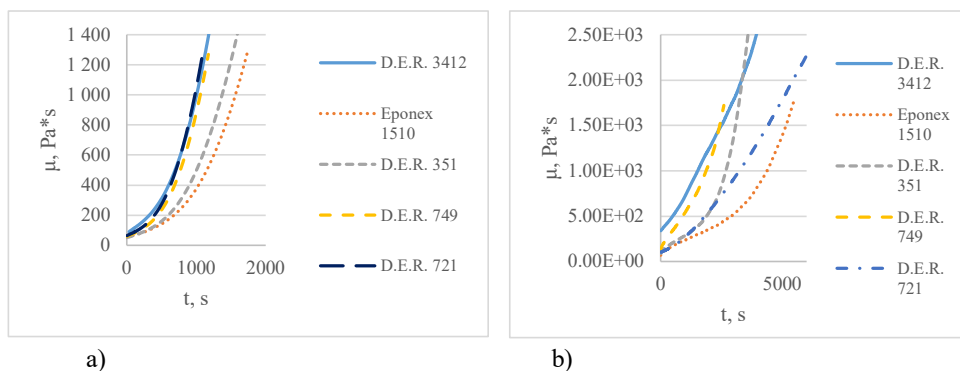 1 400
1 200
1 000
800
600
400
200
0
μ, Pa*s
0 1000 2000
t, s
D.E.R. 3412
Eponex
1510
D.E.R. 351
D.E.R. 749
D.E.R. 721
a)
2.50E+03
2.00E+03
1.50E+03
1.00E+03
5.00E+02
0.00E+00
μ, Pa*s
0 5000
t, s
D.E.R.
3412
Eponex
1510
D.E.R.
351
D.E.R.
749
D.E.R.
721
b)